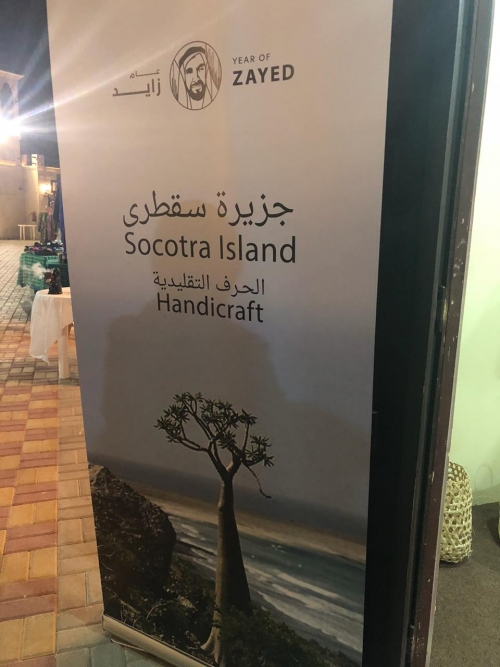 عام
زايد
YEAR OF
ZAYED
جزيرة سقطرى
Socotra Island
الحرف التقليدية
Handicraft